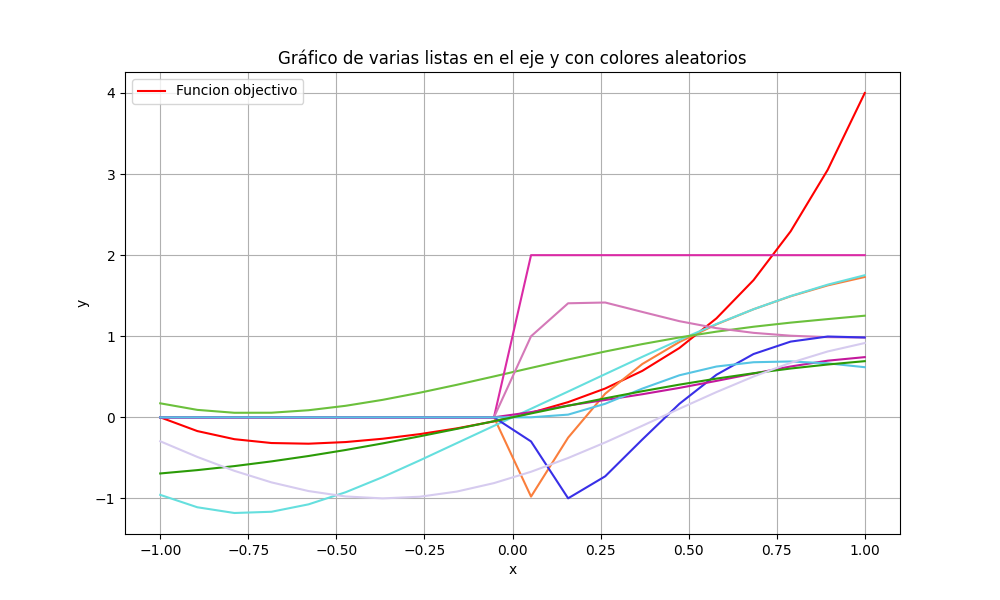 Gráfico de varias listas en el eje y con colores aleatorios
Funcion objectivo
4
3
2
1
0
−1
y
−1.00 −0.75 −0.50 −0.25 0.00 0.25 0.50 0.75 1.00
x